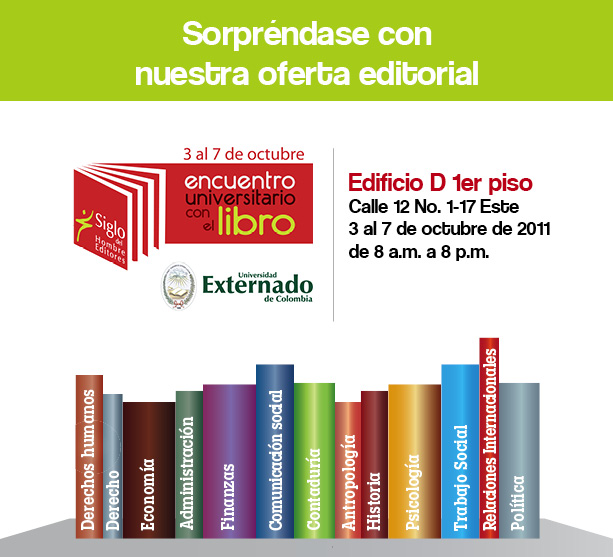 Sorpréndase con
nuestra oferta editorial
3 al 7 de octubre
encuentro
universitario
con
el libro
Siglo
del
Hombre
Editores
Universidad
Externado
de Colombia
Edificio D 1er piso
Calle 12 No. 1-17 Este
3 al 7 de octubre de 2011
de 8 a.m. a 8 p.m.
Derechos humanos
Derecho
Economía
Administración
Finanzas
Comunicación social
Contaduría
Antropología
Historia
Psicología
Trabajo Social
Relaciones Internacionales
Política